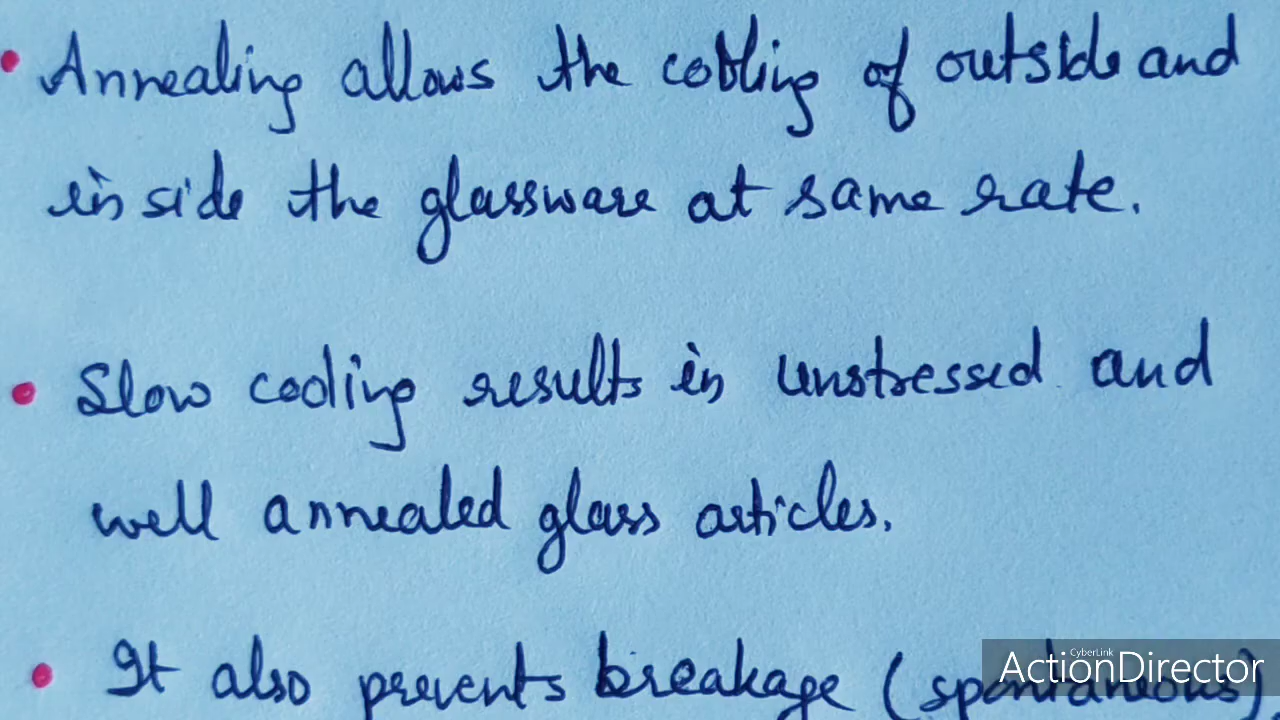 • Annealing allows the cooling of outside and
inside the glassware at same rate.
• Slow cooling results in unstressed and
well annealed glass articles.
• It also prevents breakage (spontaneous).
CyberLink
ActionDirector